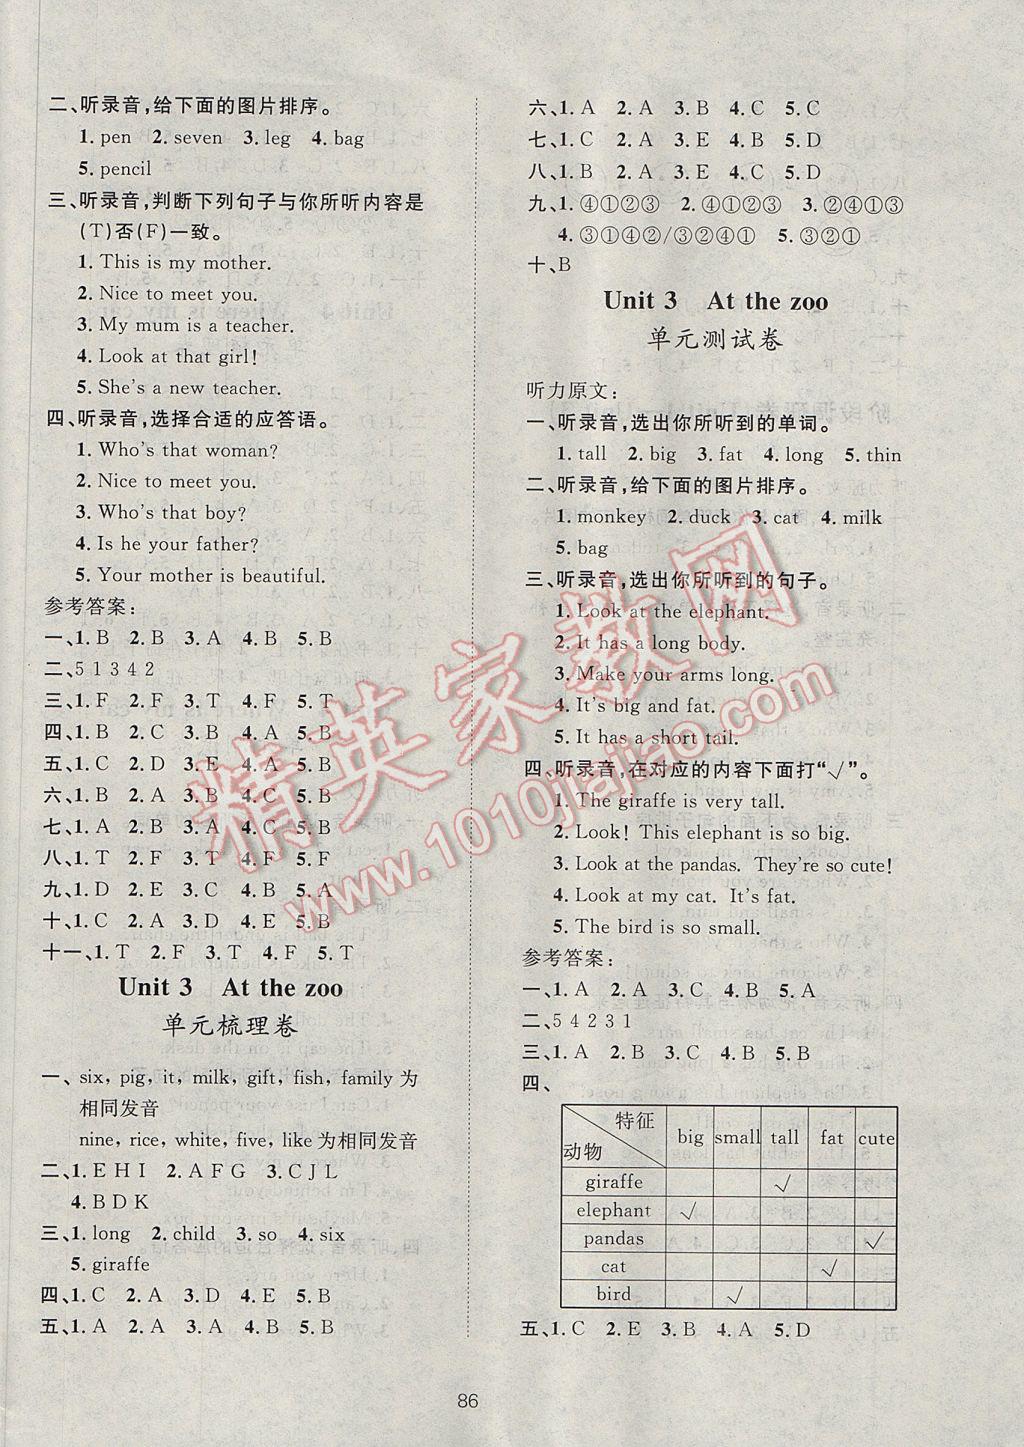 二、听录音,给下面的图片排序。
1. pen 2. seven 3. leg 4. bag
5. pencil
三、听录音,判断下列句子与你所听内容是
(T)否(F)一致。
1. This is my mother.
2. Nice to meet you.
3. My mum is a teacher.
4. Look at that girl!
5. She's a new teacher.
四、听录音,选择合适的应答语。
1. Who's that woman?
2. Nice to meet you.
3. Who's that boy?
4. Is he your father?
5. Your mother is beautiful.
参考答案:
一、1. B 2. B 3. A 4. B 5. B
二、5 1 3 4 2
三、1. F 2. F 3. T 4. F 5. T
四、1. B 2. C 3. B 4. A 5. B
五、1. C 2. D 3. E 4. A 5. B
六、1. B 2. A 3. B 4. C 5. B
七、1. A 2. B 3. A 4. C 5. B
八、1. T 2. F 3. T 4. F 5. F
九、1. D 2. E 3. C 4. B 5. A
十、1. C 2. A 3. D 4. E 5. B
十一、1. T 2. F 3. T 4. F 5. T
Unit 3 At the zoo
单元梳理卷
一、six, pig, it, milk, gift, fish, family 为
相同发音
nine, rice, white, five, like 为相同发音
二、1. E H I 2. A F G 3. C J L
4. B D K
三、1. long 2. child 3. so 4. six
5. giraffe
四、1. C 2. A 3. D 4. E 5. B
五、1. A 2. A 3. A 4. B 5. B
六、1. A 2. A 3. B 4. C 5. C
七、1. C 2. A 3. E 4. B 5. D
八、1. B 2. A 3. E 4. C 5. D
九、1. ④①②③ 2. ④①②③ 3. ②④①③
4. ③①④②/③②④① 5. ③②①
十、B
Unit 3 At the zoo
单元测试卷
听力原文:
一、听录音,选出你所听到的单词。
1. tall 2. big 3. fat 4. long 5. thin
二、听录音,给下面的图片排序。
1. monkey 2. duck 3. cat 4. milk
5. bag
三、听录音,选出你所听到的句子。
1. Look at the elephant.
2. It has a long body.
3. Make your arms long.
4. It's big and fat.
5. It has a short tail.
四、听录音,在对应的内容下面打“√”。
1. The giraffe is very tall.
2. Look! This elephant is so big.
3. Look at the pandas. They're so cute!
4. Look at my cat. It's fat.
5. The bird is so small.
参考答案:
一、1. A 2. A 3. A 4. B 5. A
二、5 4 2 3 1
三、1. A 2. B 3. A 4. B 5. B
四、
特征 动物 big small tall fat cute
giraffe √
elephant √
pandas √
cat √
bird √
五、1. C 2. E 3. B 4. A 5. D
86
精英家教网
www.1010jiajiao.com